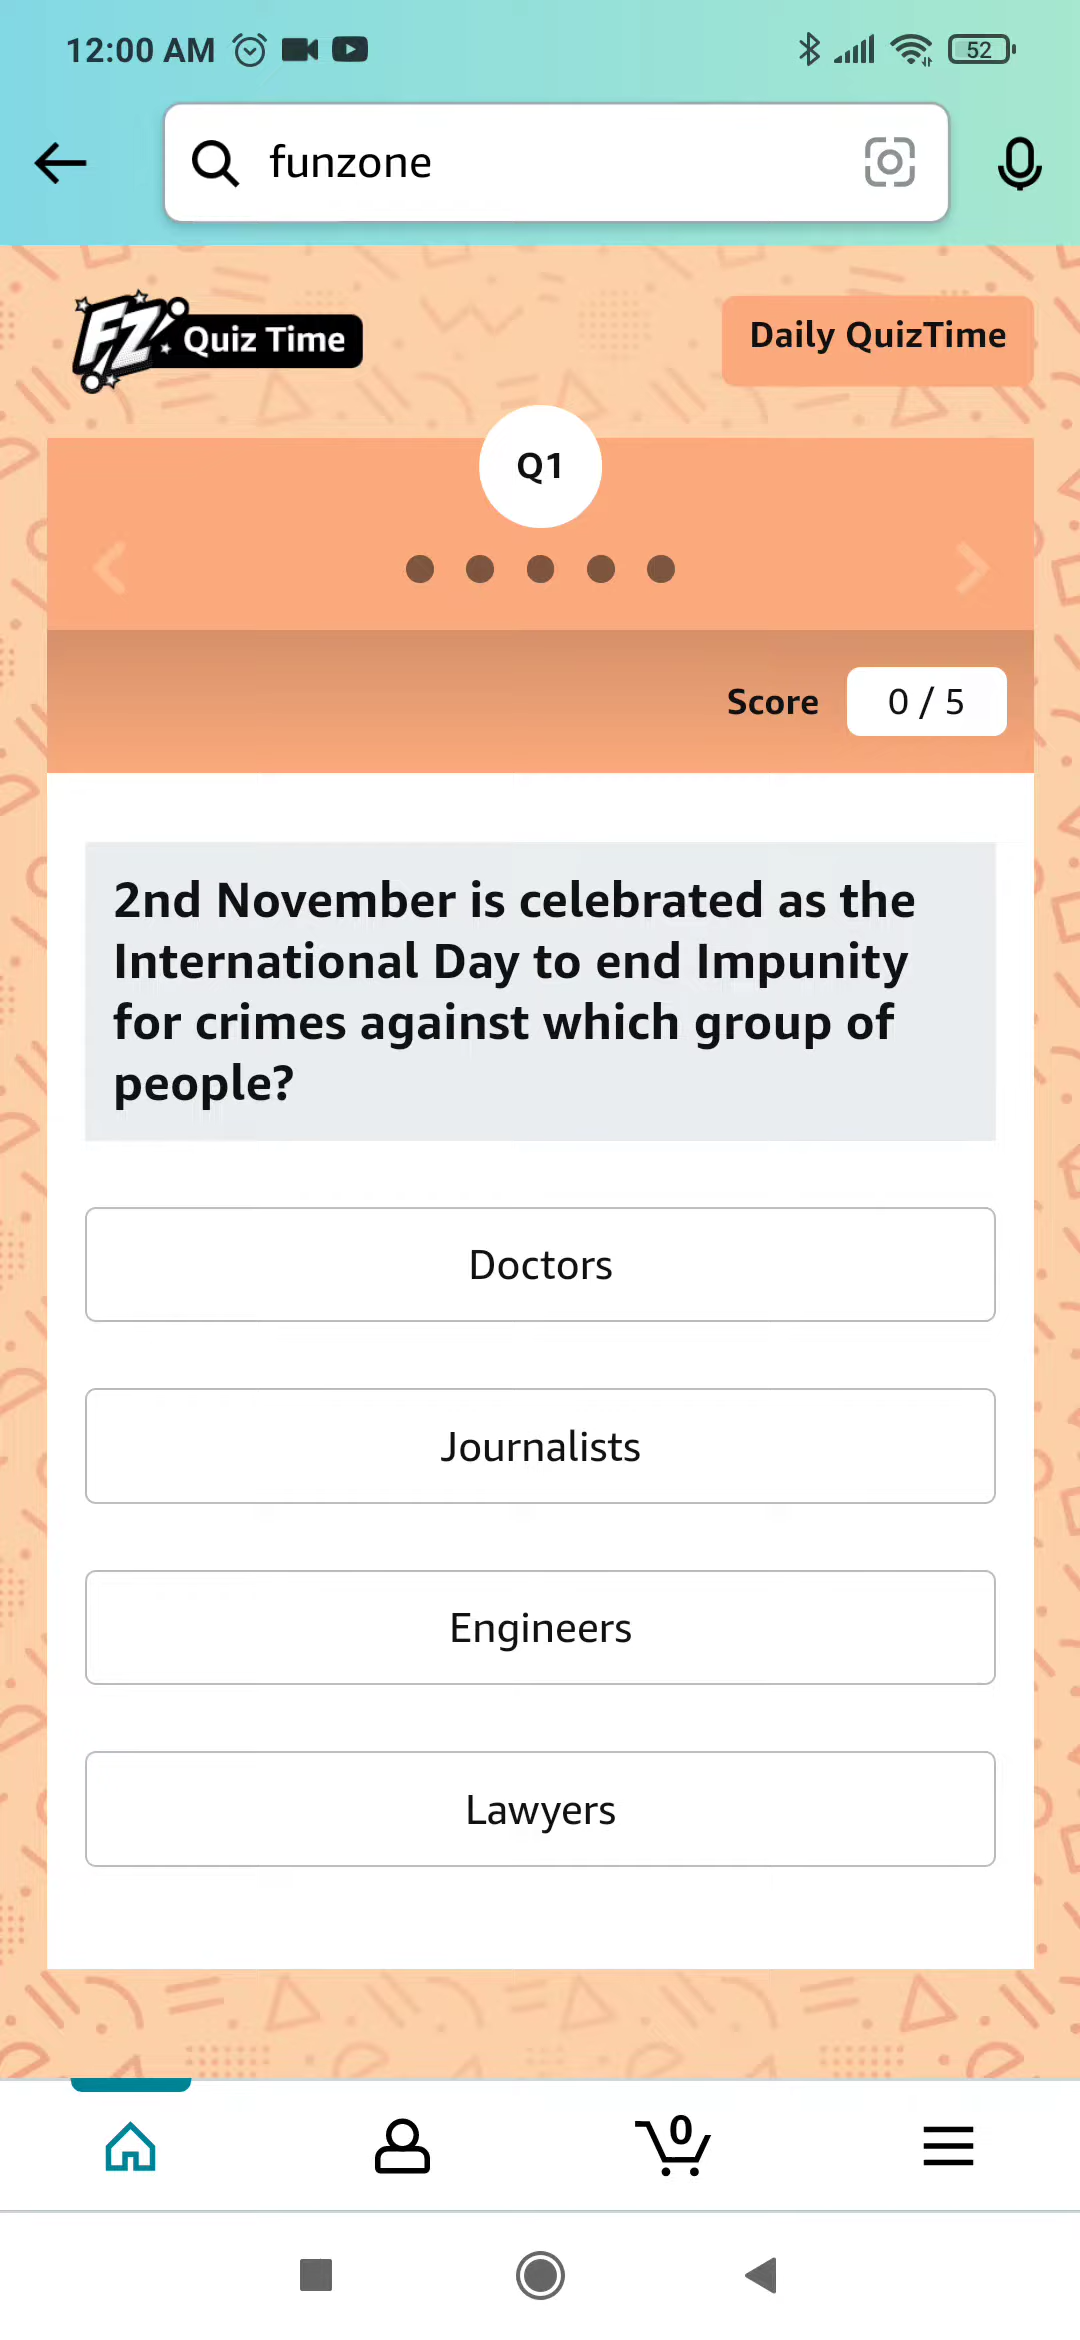 12:00 AM
52
funzone
FZ Quiz Time
Daily QuizTime
Q1
Score 0 / 5
2nd November is celebrated as the
International Day to end Impunity
for crimes against which group of
people?
Doctors
Journalists
Engineers
Lawyers
0